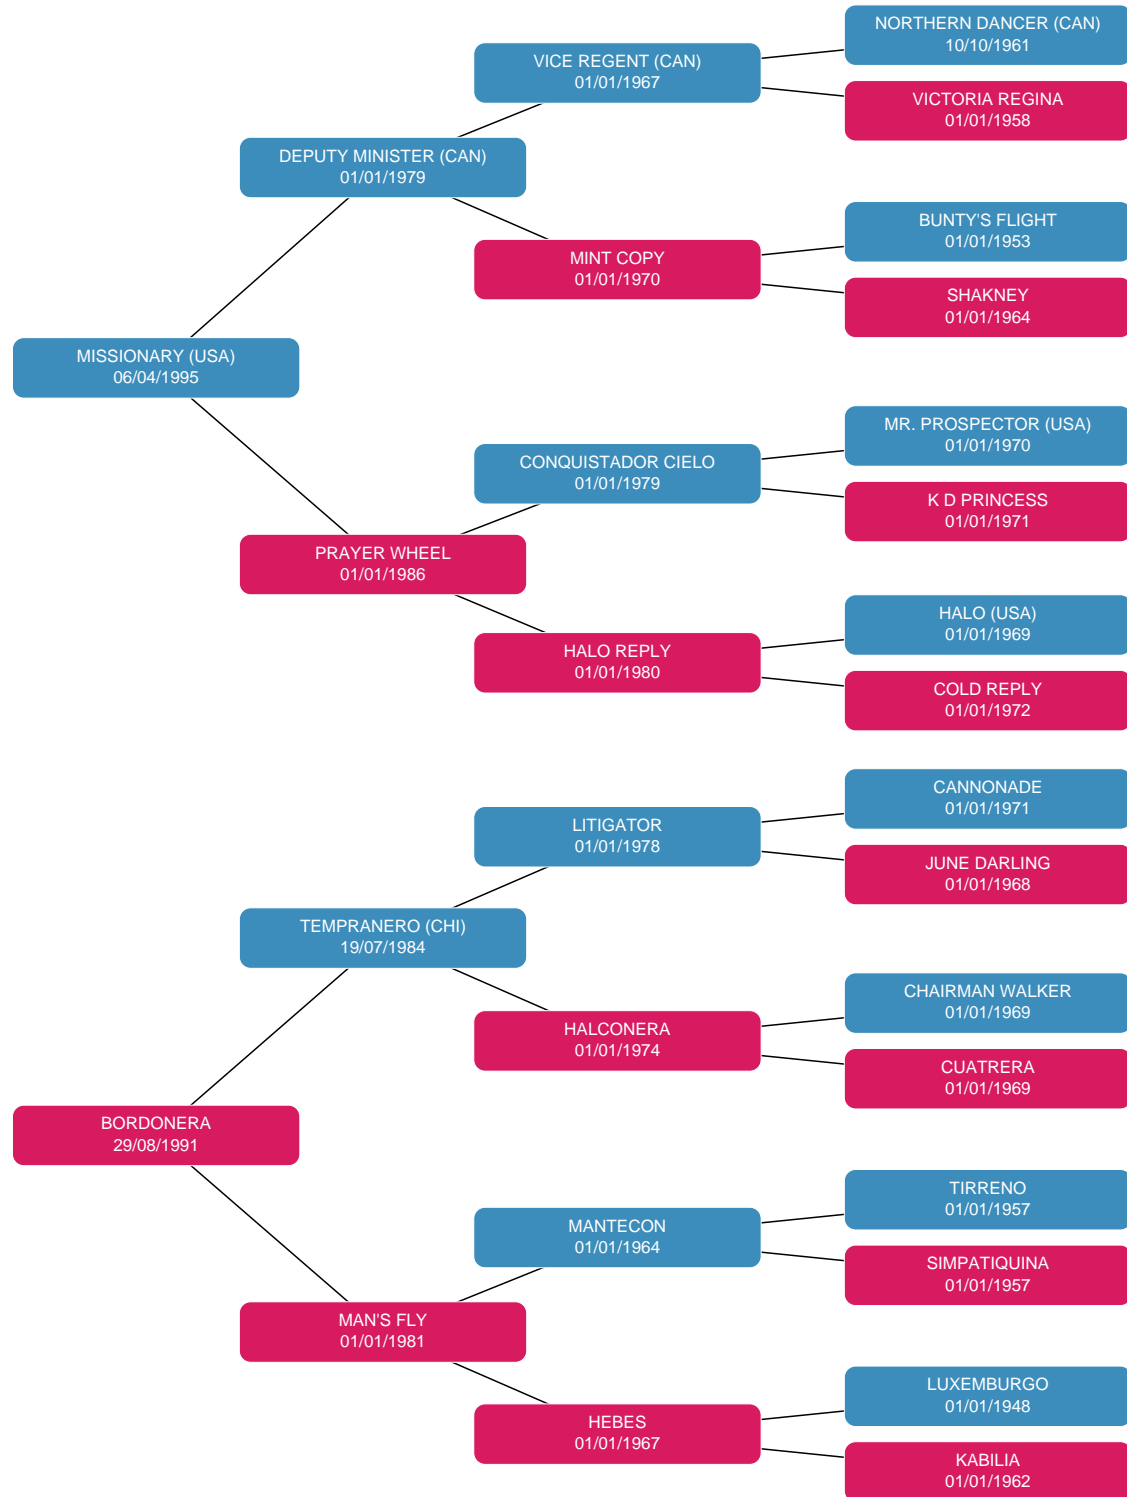 NORTHERN DANCER (CAN)
10/10/1961
VICE REGENT (CAN)
01/01/1967
VICTORIA REGINA
01/01/1958
DEPUTY MINISTER (CAN)
01/01/1979
BUNTY'S FLIGHT
01/01/1953
MINT COPY
01/01/1970
SHAKNEY
01/01/1964
MISSIONARY (USA)
06/04/1995
MR. PROSPECTOR (USA)
01/01/1970
CONQUISTADOR CIELO
01/01/1979
K D PRINCESS
01/01/1971
PRAYER WHEEL
01/01/1986
HALO (USA)
01/01/1969
HALO REPLY
01/01/1980
COLD REPLY
01/01/1972
CANNONADE
01/01/1971
LITIGATOR
01/01/1978
JUNE DARLING
01/01/1968
TEMPRANERO (CHI)
19/07/1984
CHAIRMAN WALKER
01/01/1969
HALCONERA
01/01/1974
CUATRERA
01/01/1969
BORDONERA
29/08/1991
TIRRENO
01/01/1957
MANTECON
01/01/1964
SIMPATIQUINA
01/01/1957
MAN'S FLY
01/01/1981
LUXEMBURGO
01/01/1948
HEBES
01/01/1967
KABILIA
01/01/1962